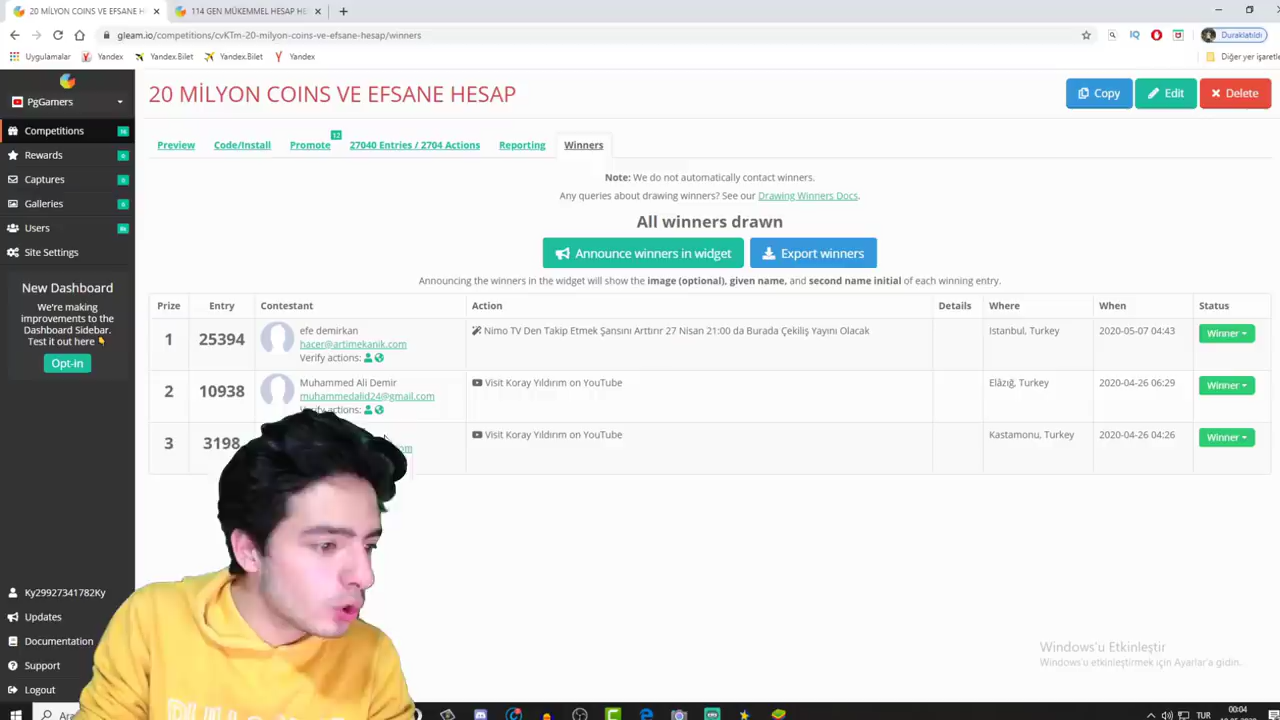 20 MİLYON COINS VE EFSANE H
114 GEN MÜKEMMEL HESAP HE
gleam.io/competitions/cvKTm-20-milyon-coins-ve-efsane-hesap/winners
IQ
Duraklatıldı
Uygulamalar
Yandex
Yandex.Bilet
Yandex.Bilet
Yandex
Diğer yer işaretle
PgGamers
Competitions
Rewards
Captures
Galleries
Users
Site Settings
New Dashboard
We're making
improvements to the
Dashboard Sidebar.
Test it out here
Opt-in
Ky29927341782Ky
Updates
Documentation
Support
Logout
20 MİLYON COINS VE EFSANE HESAP
Copy
Edit
Delete
Preview
Code/Install
Promote
12
27040 Entries / 2704 Actions
Reporting
Winners
Note: We do not automatically contact winners.
Any queries about drawing winners? See our Drawing Winners Docs.
All winners drawn
Announce winners in widget
Export winners
Announcing the winners in the widget will show the image (optional), given name, and second name initial of each winning entry.
Prize Entry Contestant Action Details Where When Status
1 25394 efe demirkan Nimo TV Den Takip Etmek Şansını Arttırır 27 Nisan 21:00 da Burada Çekiliş Yayını Olacak Istanbul, Turkey 2020-05-07 04:43 Winner
hacer@artimekanik.com
Verify actions:
2 10938 Muhammed Ali Demir Visit Koray Yıldırım on YouTube Elâzığ, Turkey 2020-04-26 06:29 Winner
muhammedalid24@gmail.com
Verify actions:
3 3198 Visit Koray Yıldırım on YouTube Kastamonu, Turkey 2020-04-26 04:26 Winner
om
Windows'u Etkinleştir
Windows'u etkinleştirmek için Ayarlar'a gidin.
Ara
TUR
00:04